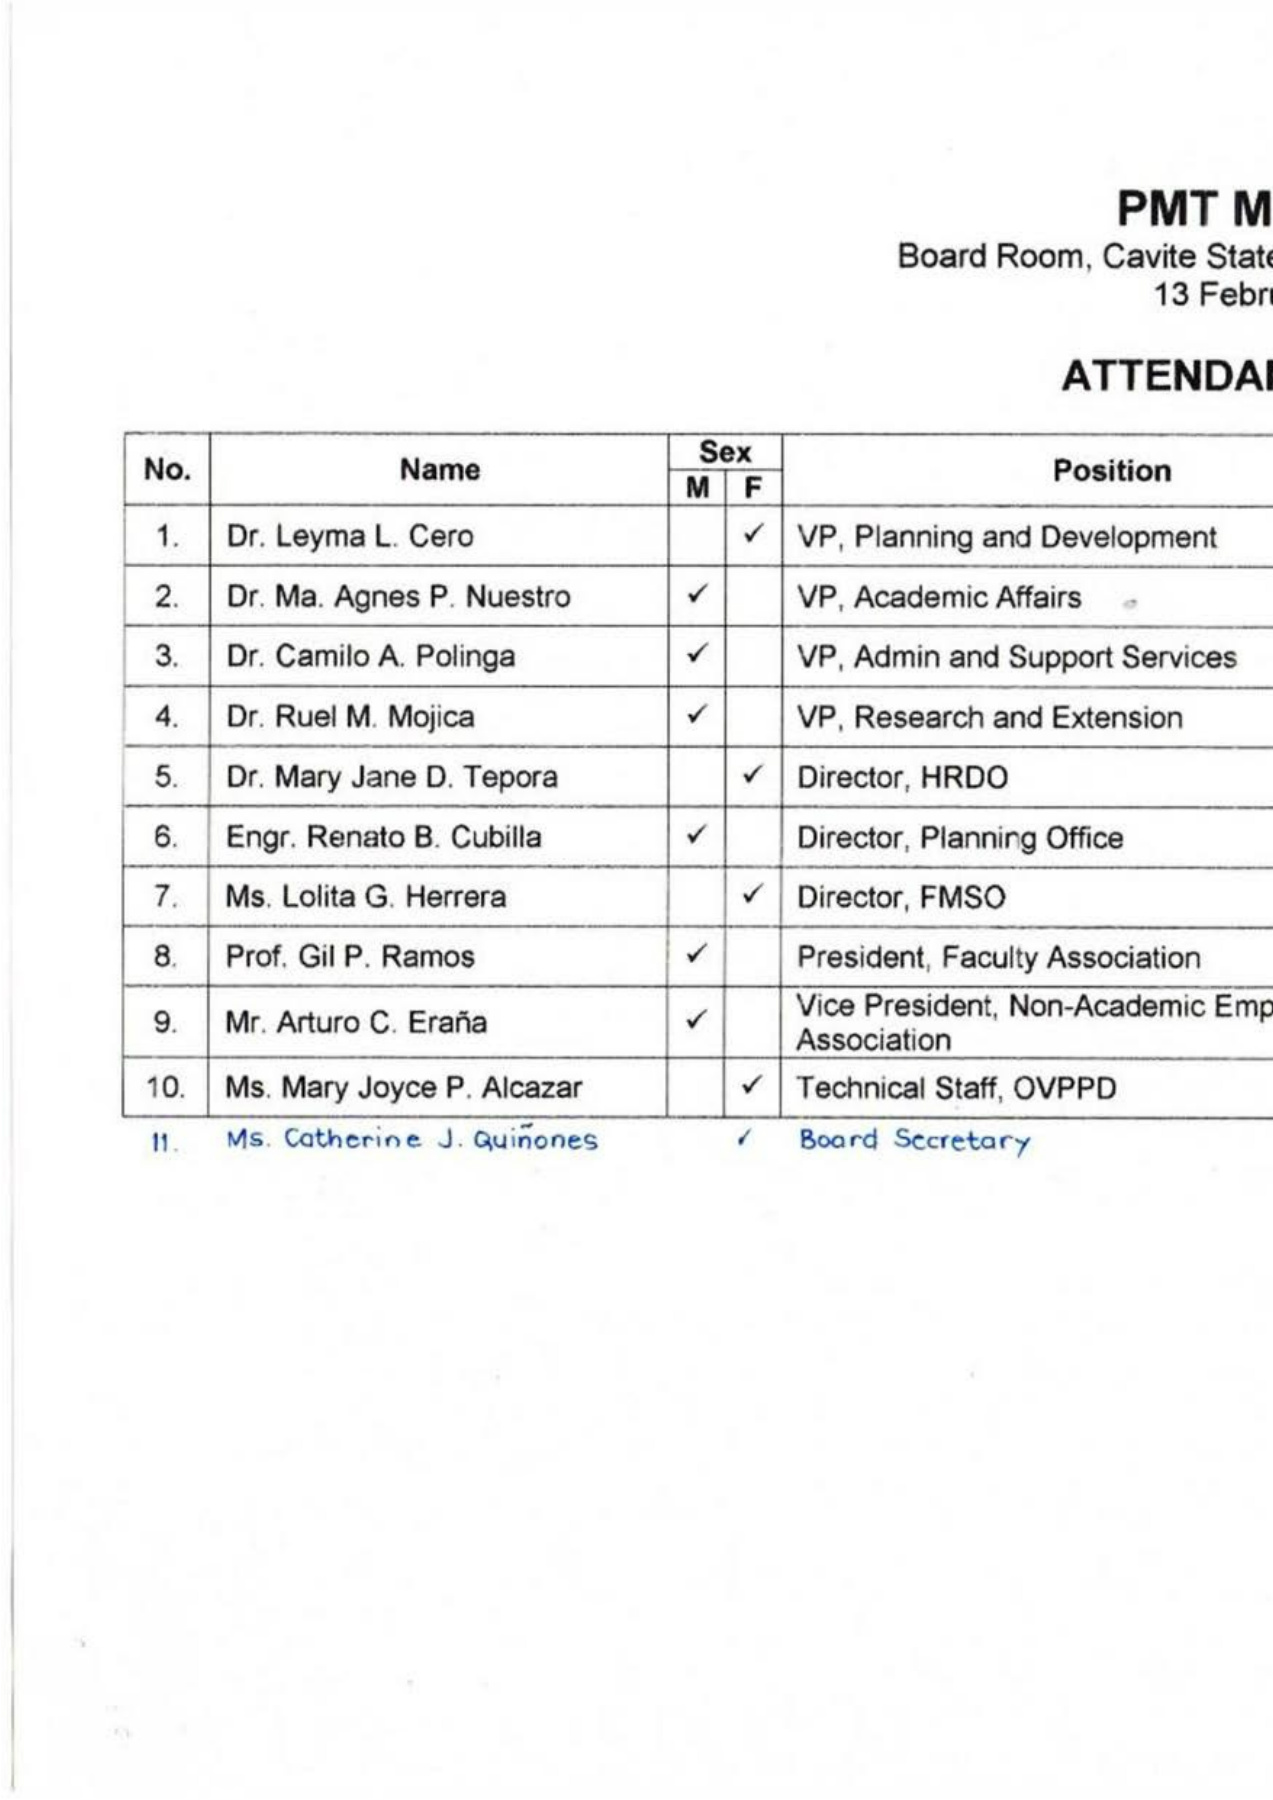 PMT M
Board Room, Cavite State
13 Febru
ATTENDAN
No. Name Sex Position
M F
1. Dr. Leyma L. Cero ✓ VP, Planning and Development
2. Dr. Ma. Agnes P. Nuestro ✓ VP, Academic Affairs
3. Dr. Camilo A. Polinga ✓ VP, Admin and Support Services
4. Dr. Ruel M. Mojica ✓ VP, Research and Extension
5. Dr. Mary Jane D. Tepora ✓ Director, HRDO
6. Engr. Renato B. Cubilla ✓ Director, Planning Office
7. Ms. Lolita G. Herrera ✓ Director, FMSO
8. Prof. Gil P. Ramos ✓ President, Faculty Association
9. Mr. Arturo C. Eraña ✓ Vice President, Non-Academic Emp
Association
10. Ms. Mary Joyce P. Alcazar ✓ Technical Staff, OVPPD
11. Ms. Catherine J. Quiñones ✓ Board Secretary